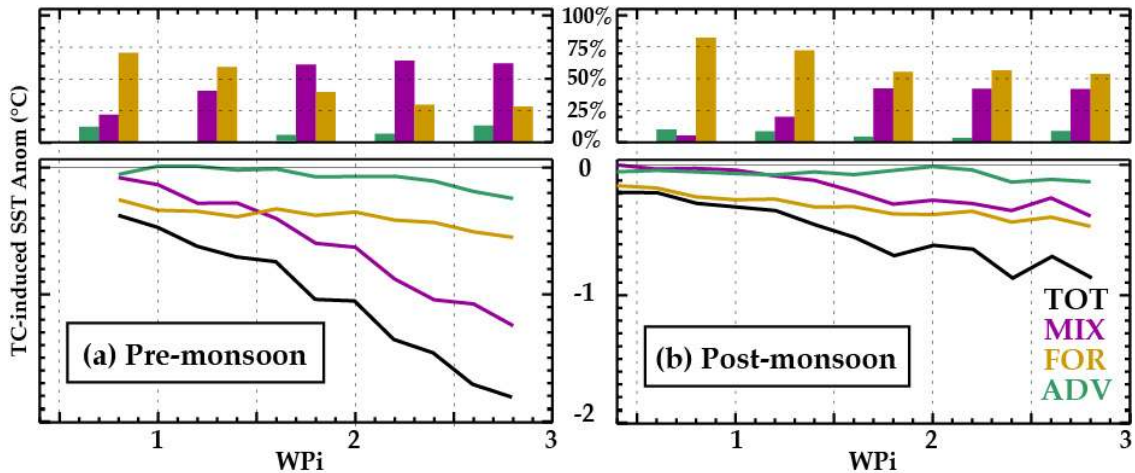 100%
75%
50%
25%
0%
TC-induced SST Anom (°C)
0
-1
-2
(a) Pre-monsoon
(b) Post-monsoon
TOT
MIX
FOR
ADV
1 2 3
1 2 3
WPi
WPi